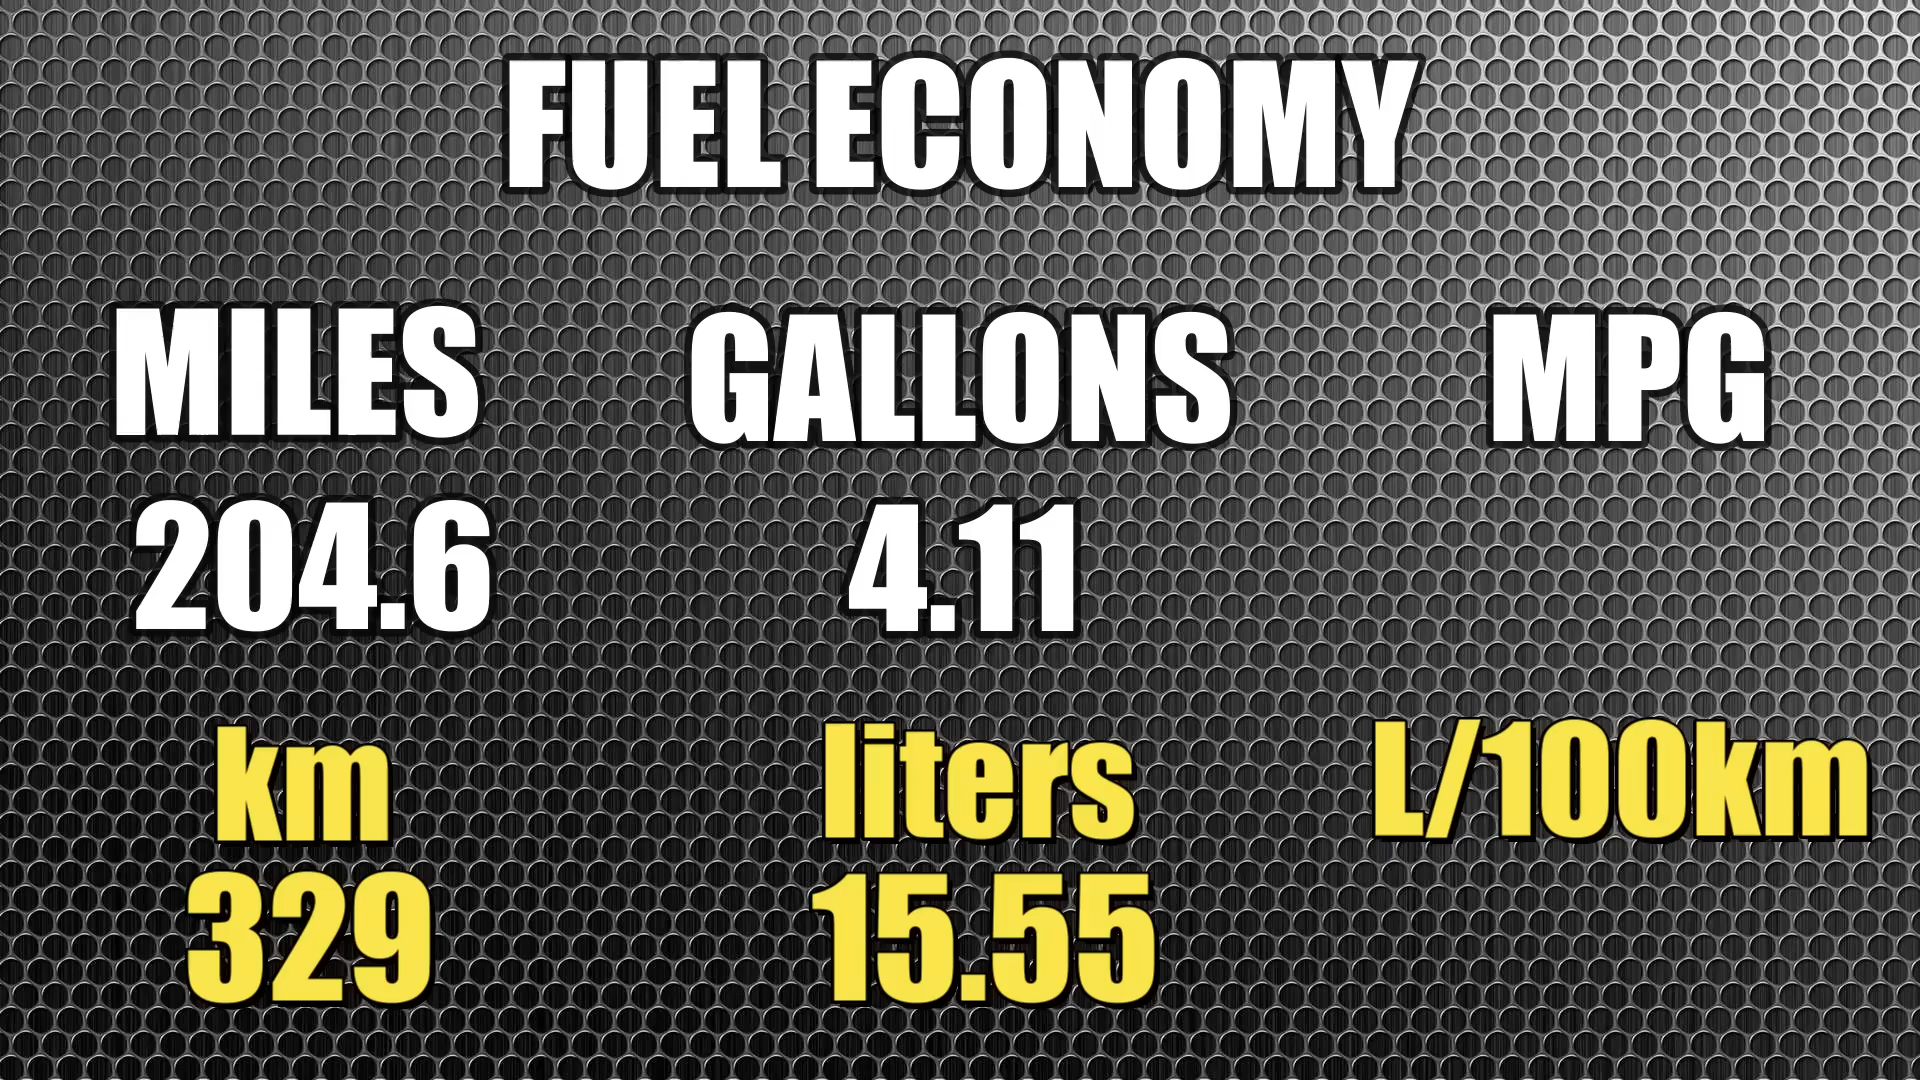 FUEL ECONOMY
MILES GALLONS MPG
204.6 4.11
km liters L/100km
329 15.55